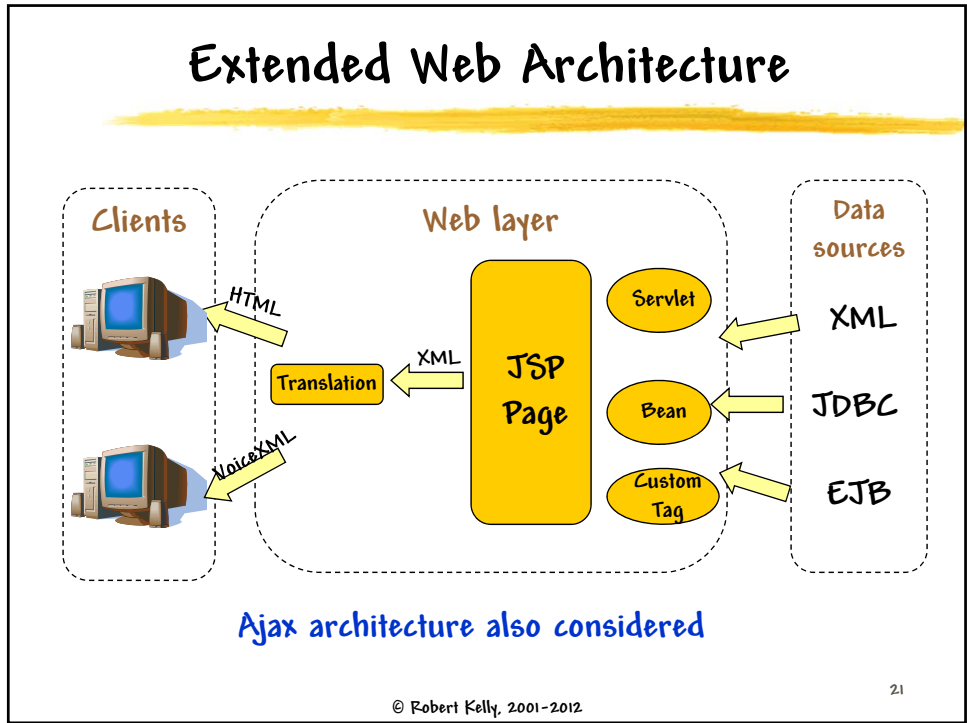 Extended Web Architecture
Clients
HTML
VoiceXML
Web layer
Translation
XML
JSP
Page
Servlet
Bean
Custom
Tag
Data
sources
XML
JDBC
EJB
Ajax architecture also considered
21
© Robert Kelly, 2001-2012